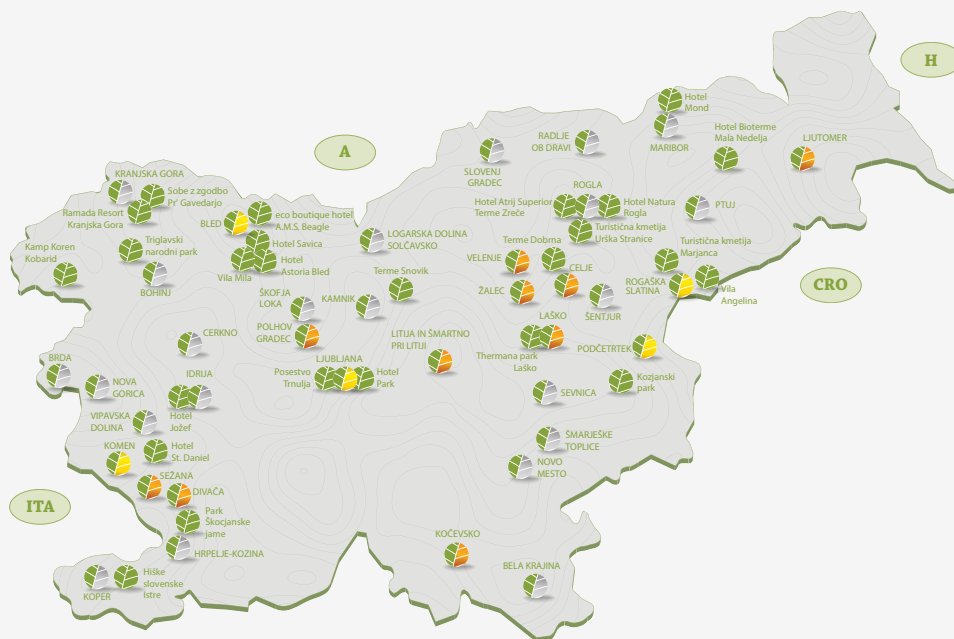 H
A
CRO
ITA
Hotel
Mond
MARIBOR
Hotel Bioterme
Mala Nedelja
LJUTOMER
RADLJE
OB DRAVI
SLOVENJ
GRADEC
KRANJSKA GORA
Sobe z zgodbo
Pr' Gavedarjo
Ramada Resort
Kranjska Gora
BLED
eco boutique hotel
A.M.S. Beagle
Hotel Savica
Hotel
Astoria Bled
Vila Mila
Triglavski
narodni park
Kamp Koren
Kobarid
BOHINJ
LOGARSKA DOLINA
SOLČAVSKO
ROGLA
Hotel Atrij Superior
Terme Zreče
Hotel Natura
Rogla
Turistična kmetija
Urška Stranice
PTUJ
Turistična kmetija
Marjanca
Terme Dobrna
VELENJE
CELJE
ŽALEC
ŠENTJUR
ROGAŠKA
SLATINA
Vila
Angelina
Terme Snovik
ŠKOFJA
LOKA
KAMNIK
POLHOV
GRADEC
LITIJA IN ŠMARTNO
PRI LITIJI
LAŠKO
Thermana park
Laško
PODČETRTEK
Kozjanski
park
CERKNO
LJUBLJANA
Posestvo
Trnulja
Hotel
Park
BRDA
NOVA
GORICA
IDRIJA
Hotel
Jožef
VIPAVSKA
DOLINA
SEVNICA
ŠMARJEŠKE
TOPLICE
NOVO
MESTO
KOMEN
Hotel
St. Daniel
SEŽANA
DIVAČA
Park
Škocjanske
jame
HRPELJE-KOZINA
KOPER
Hiške
slovenske
Istre
KOČEVSKO
BELA KRAJINA